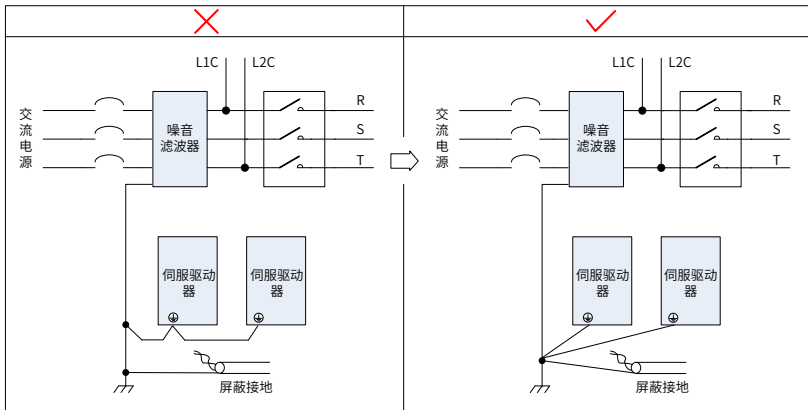 L1C L2C
R
交流电源
噪音
滤波器
S
T
伺服驱动
器
伺服驱动
器
屏蔽接地
L1C L2C
R
交流电源
噪音
滤波器
S
T
伺服驱动
器
伺服驱动
器
屏蔽接地